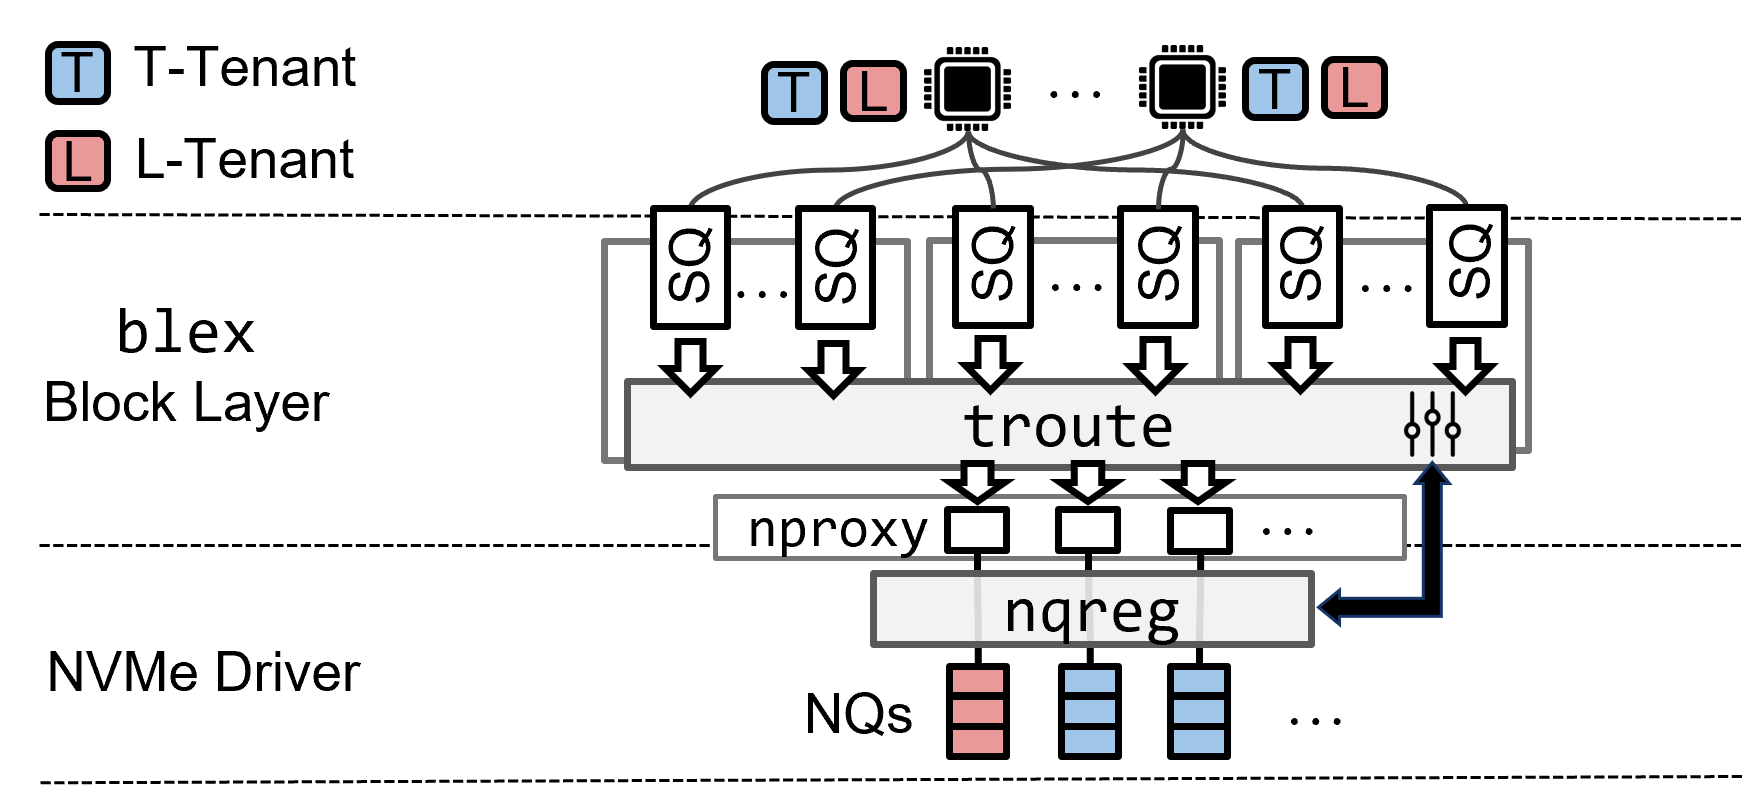 T T-Tenant
L L-Tenant
T L ... T L
SQ ... SQ SQ ... SQ SQ ... SQ
blex
Block Layer
troute
nproxy ...
nqreg
NVMe Driver
NQs ...